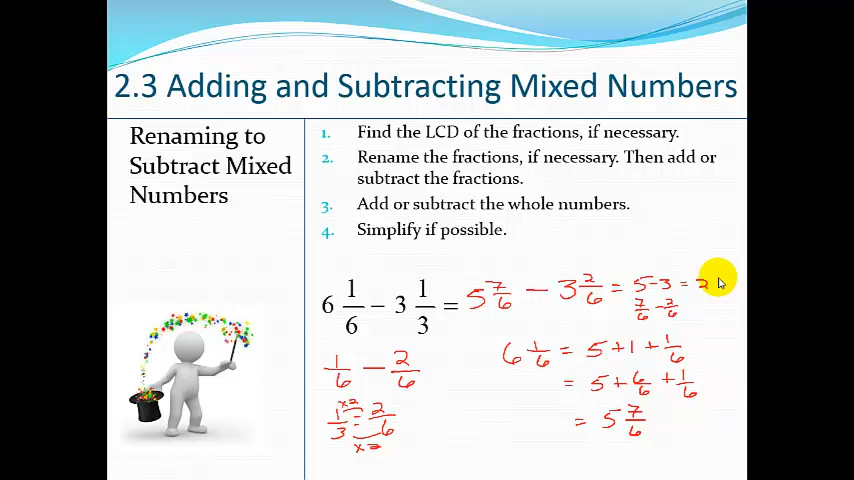 2.3 Adding and Subtracting Mixed Numbers
Renaming to
Subtract Mixed
Numbers
1. Find the LCD of the fractions, if necessary.
2. Rename the fractions, if necessary. Then add or
subtract the fractions.
3. Add or subtract the whole numbers.
4. Simplify if possible.
6 1/6 − 3 1/3 = 5 7/6 − 3 2/6 = 5 − 3 = 2
7/6 − 2/6
1/6 − 2/6
1/3 = 2/6
x2
x2
6 1/6 = 5 + 1 + 1/6
= 5 + 6/6 + 1/6
= 5 7/6